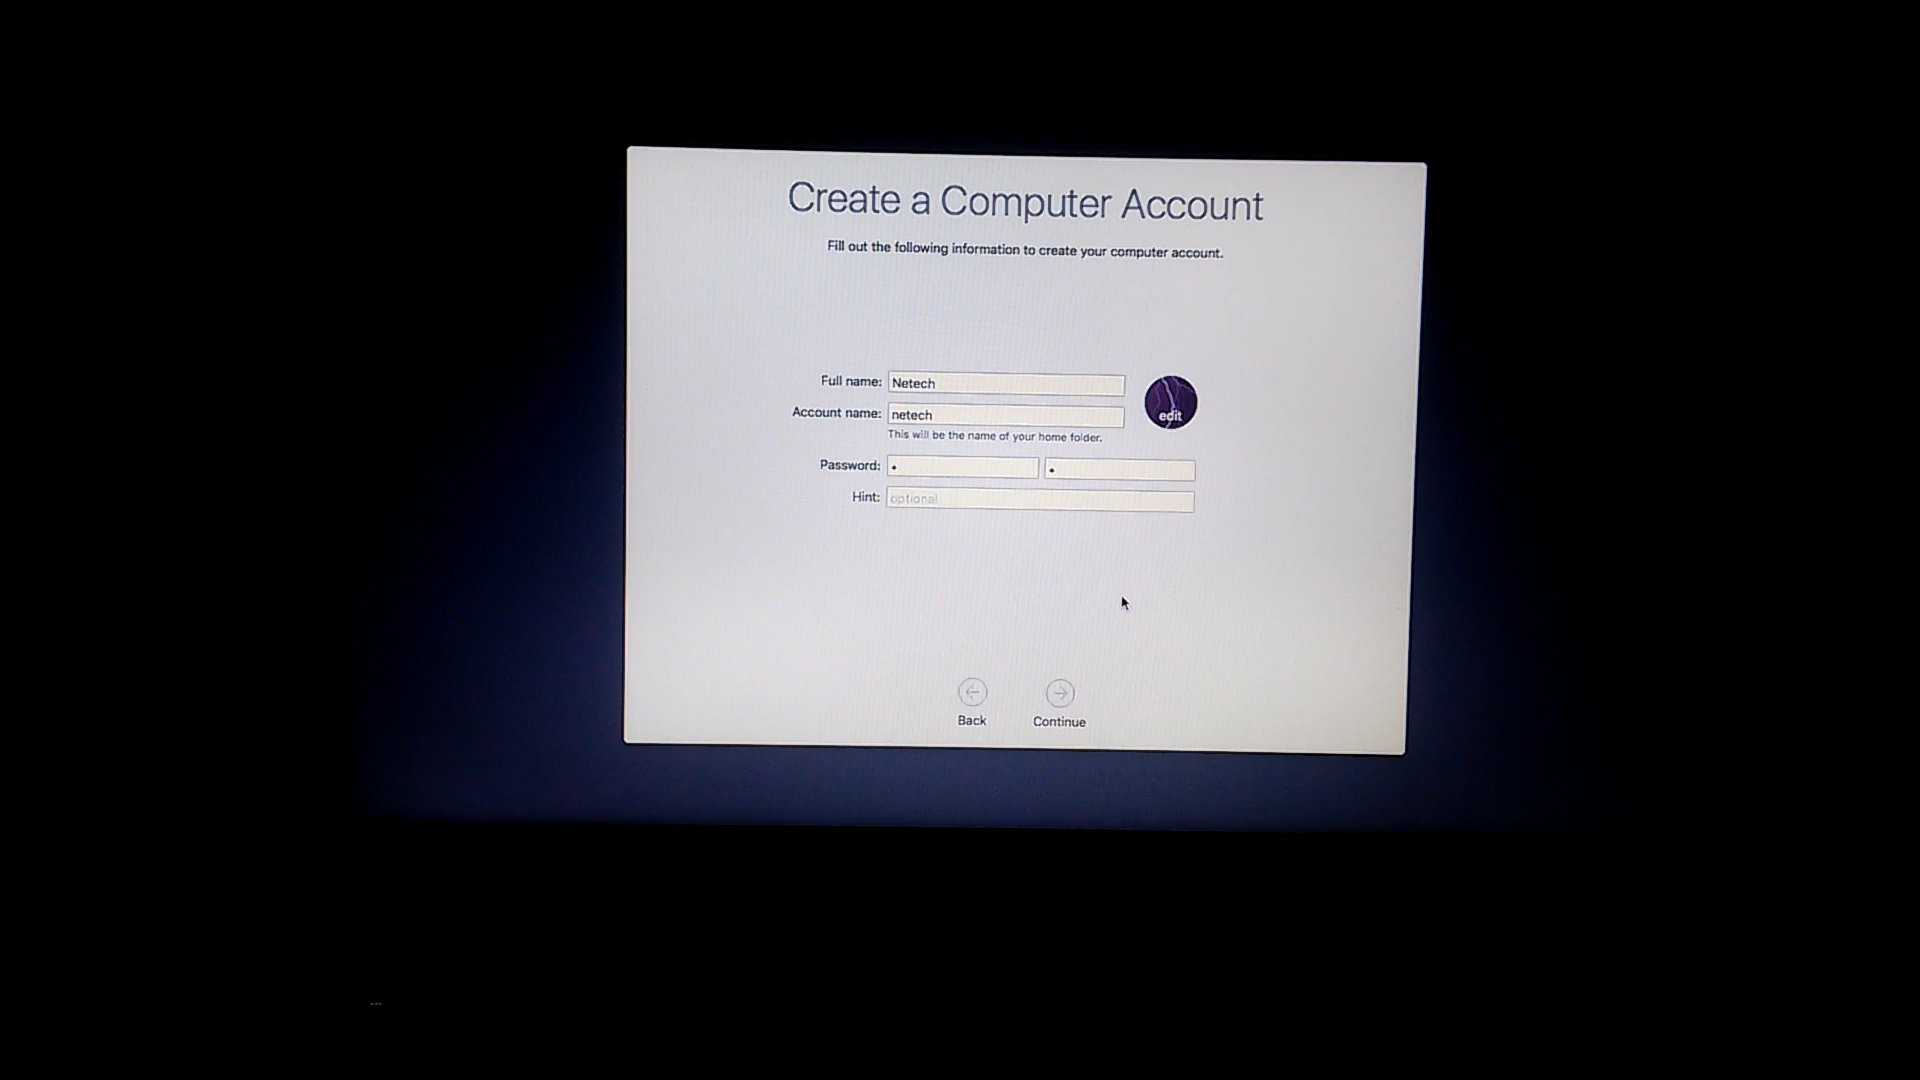 Create a Computer Account
Fill out the following information to create your computer account.
Full name: Netech
Account name: netech
edit
This will be the name of your home folder.
Password: • •
Hint: optional
Back Continue